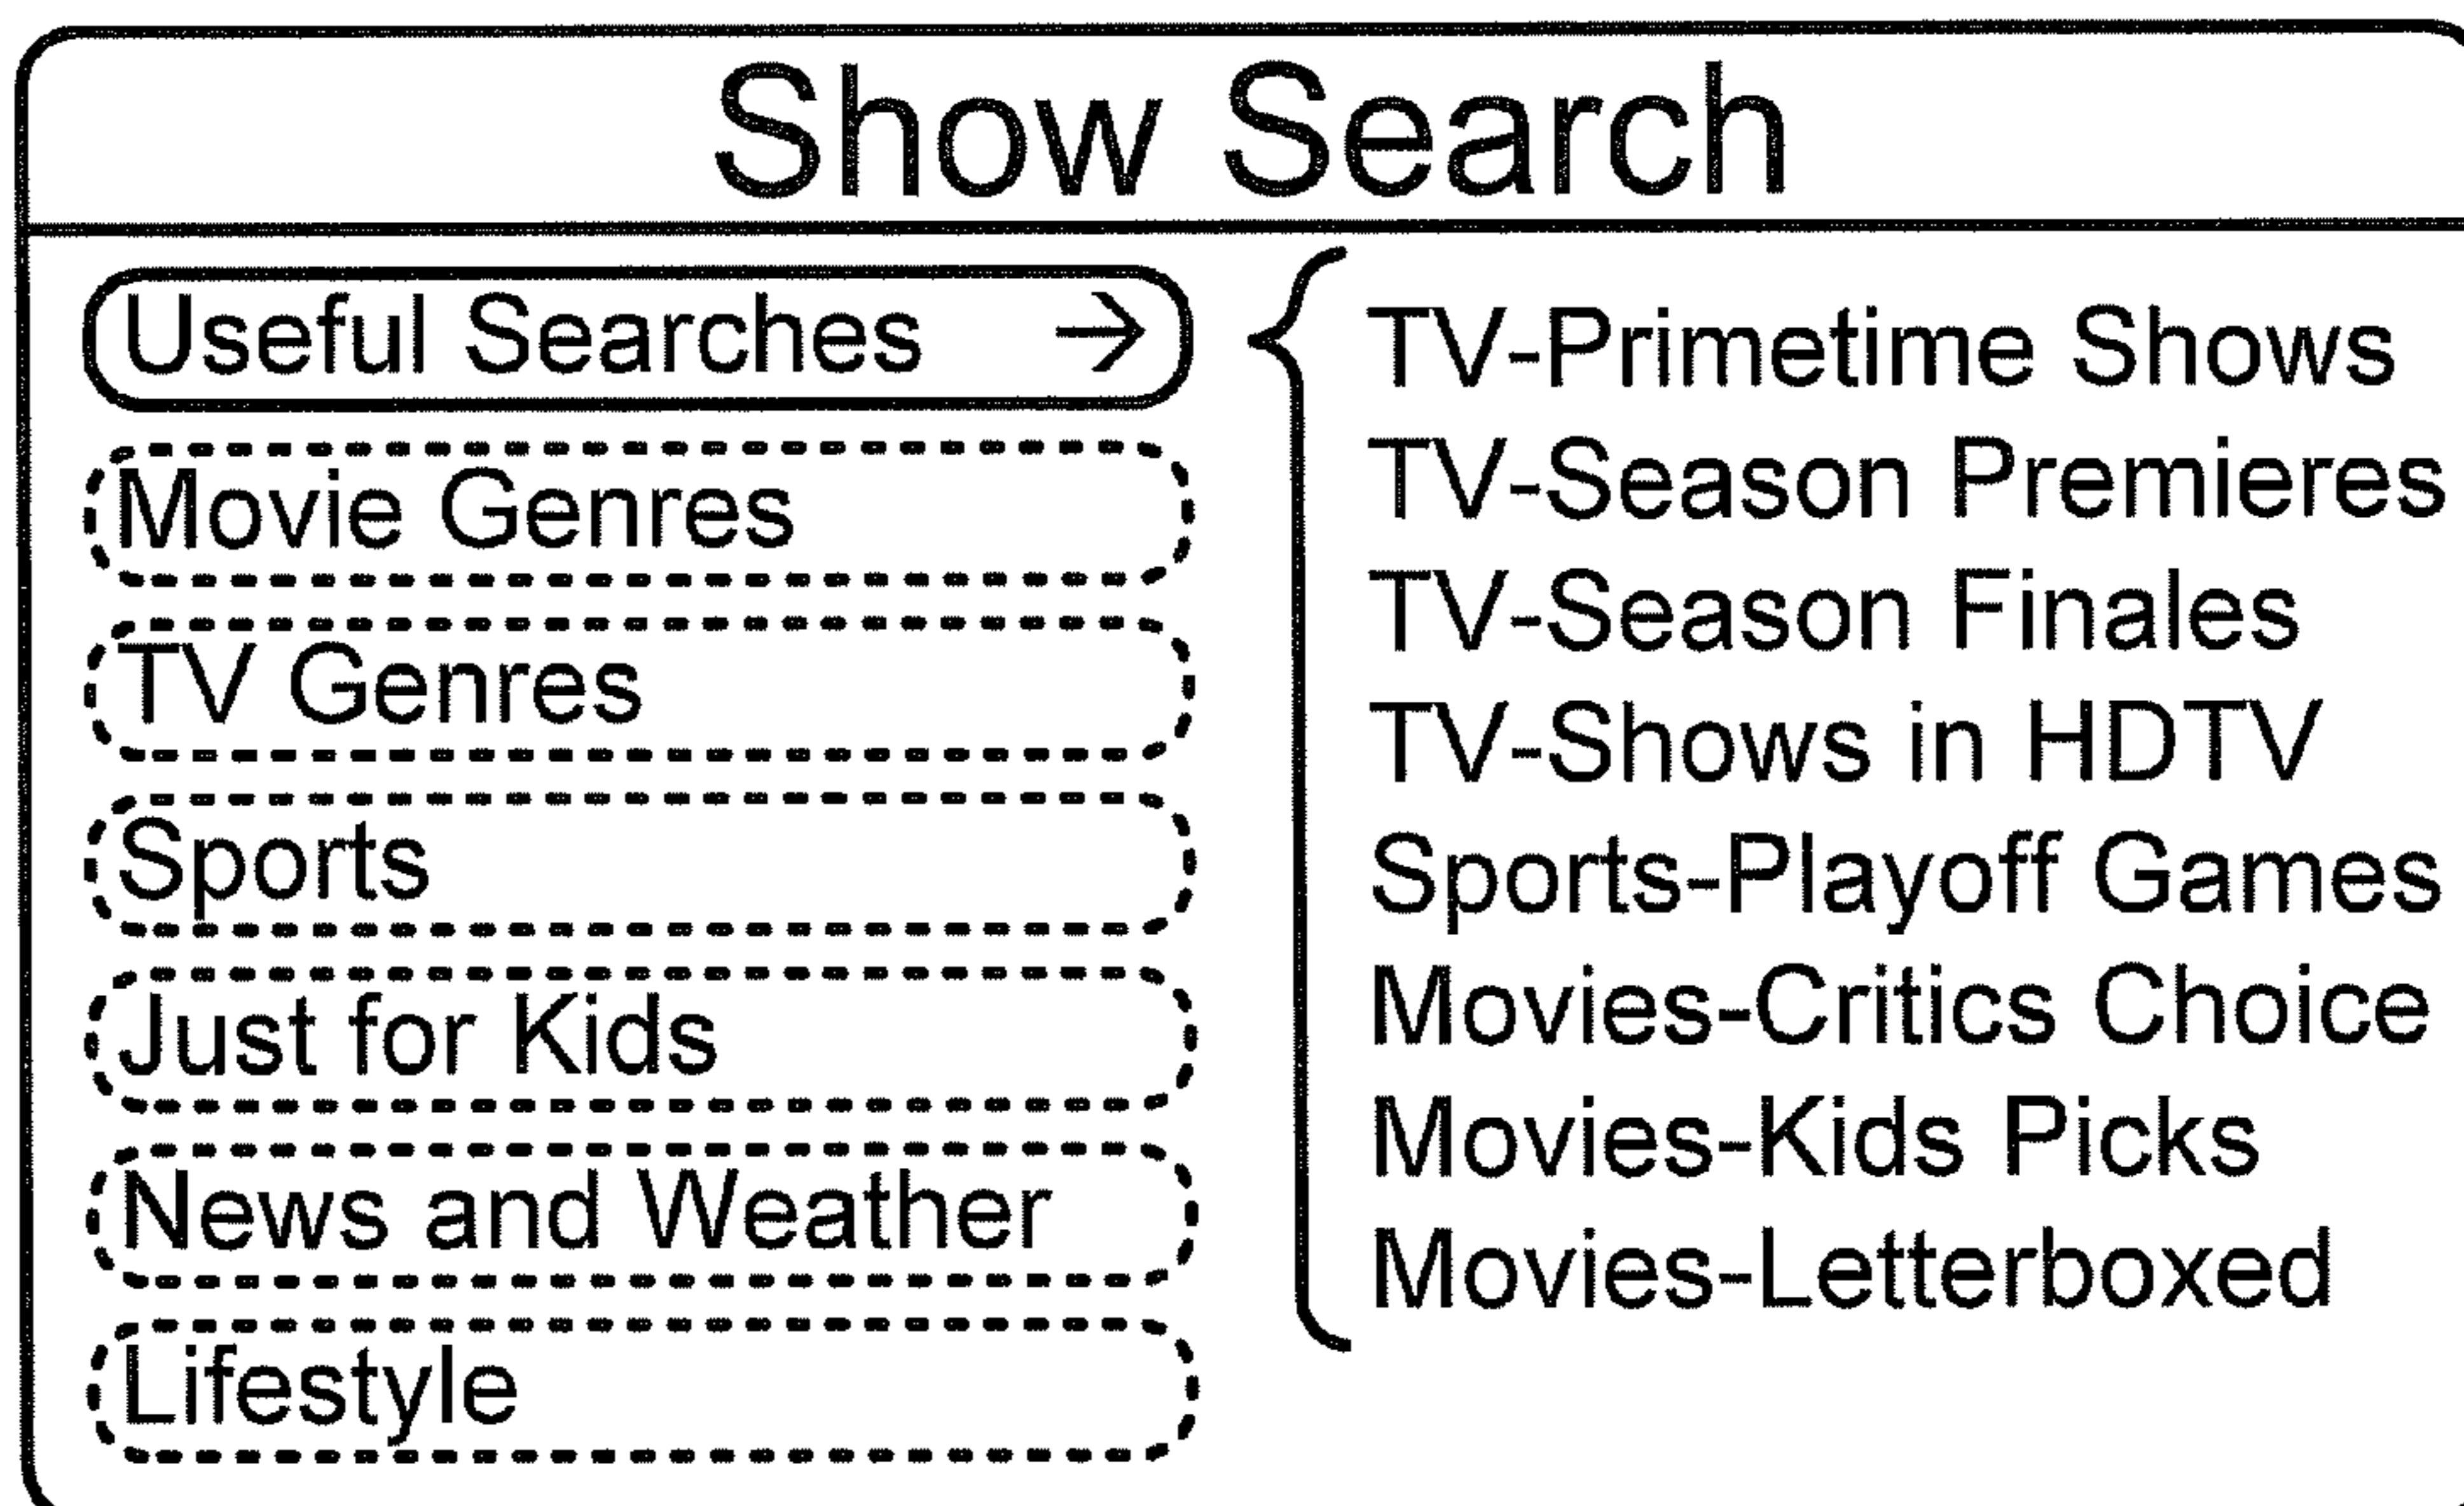 Show Search
Useful Searches →
Movie Genres
TV Genres
Sports
Just for Kids
News and Weather
Lifestyle
TV-Primetime Shows
TV-Season Premieres
TV-Season Finales
TV-Shows in HDTV
Sports-Playoff Games
Movies-Critics Choice
Movies-Kids Picks
Movies-Letterboxed